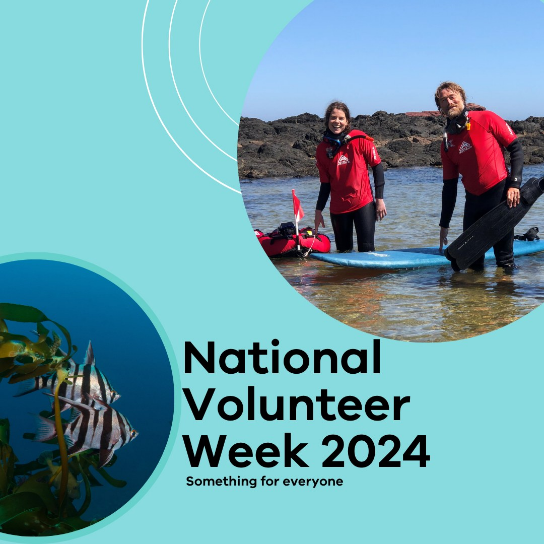 National
Volunteer
Week 2024
Something for everyone